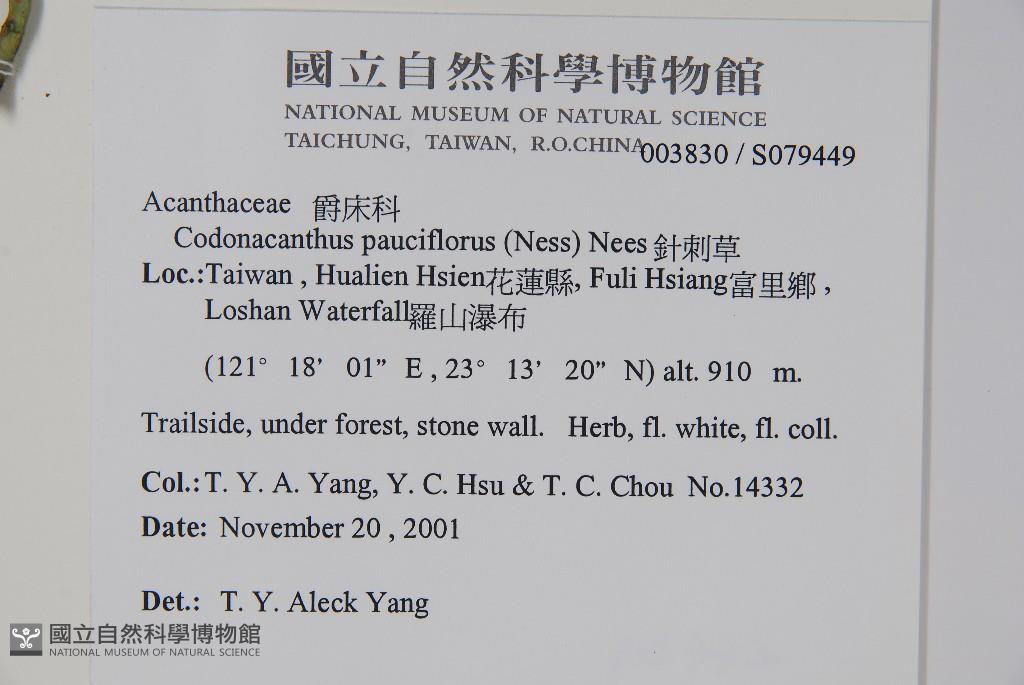 國立自然科學博物館
NATIONAL MUSEUM OF NATURAL SCIENCE
TAICHUNG, TAIWAN, R.O.CHINA
003830 / S079449
Acanthaceae 爵床科
Codonacanthus pauciflorus (Ness) Nees 針刺草
Loc.:Taiwan , Hualien Hsien花蓮縣, Fuli Hsiang富里鄉 ,
Loshan Waterfall羅山瀑布
(121° 18’ 01” E , 23° 13’ 20” N) alt. 910 m.
Trailside, under forest, stone wall. Herb, fl. white, fl. coll.
Col.: T. Y. A. Yang, Y. C. Hsu & T. C. Chou No.14332
Date: November 20 , 2001
Det.: T. Y. Aleck Yang
國立自然科學博物館
NATIONAL MUSEUM OF NATURAL SCIENCE